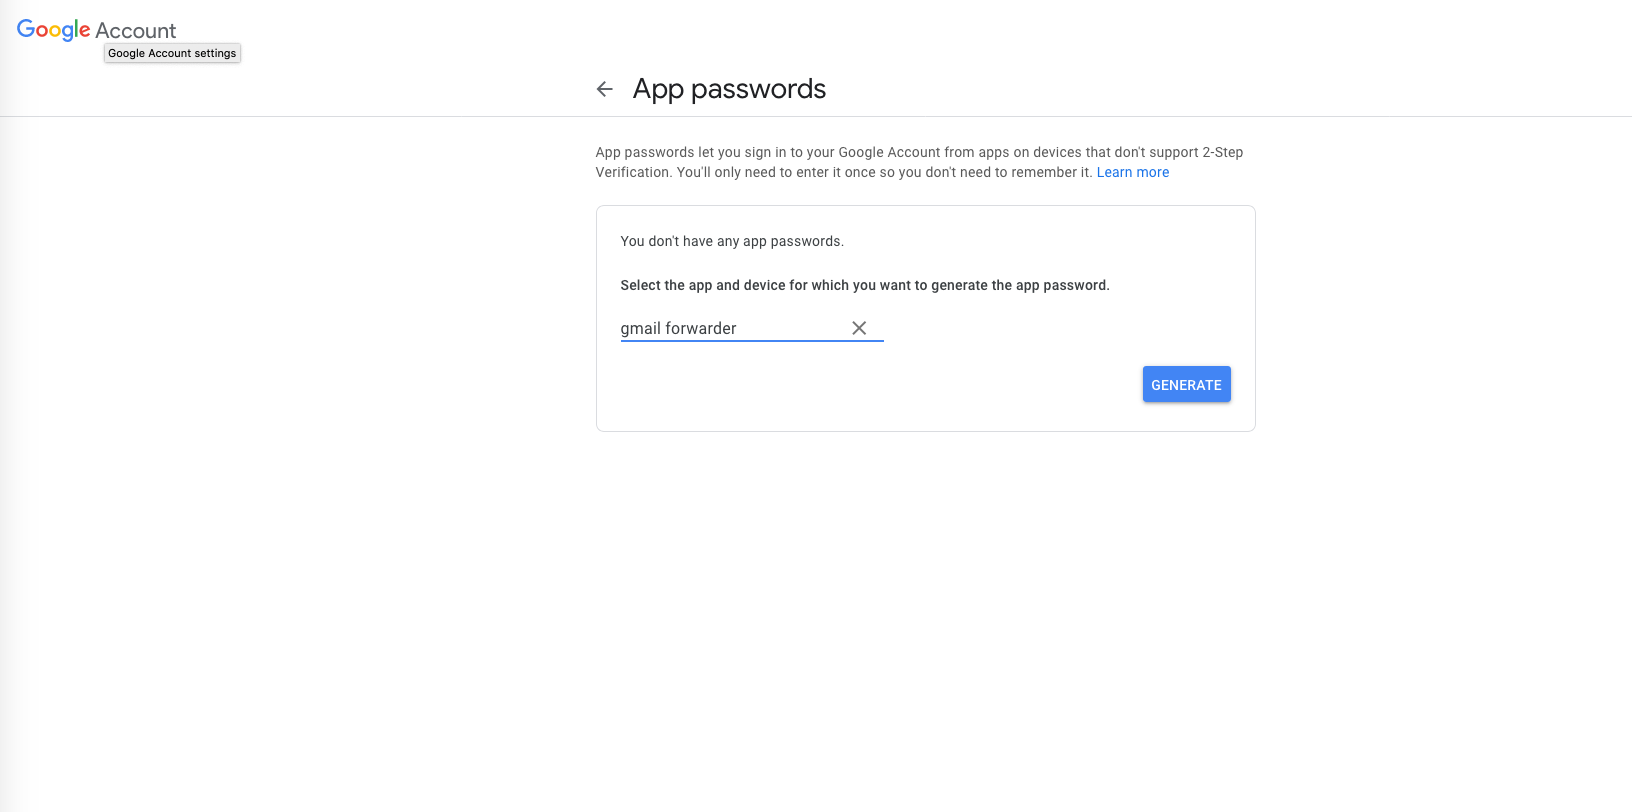 Google Account
Google Account settings
App passwords
App passwords let you sign in to your Google Account from apps on devices that don't support 2-Step
Verification. You'll only need to enter it once so you don't need to remember it. Learn more
You don't have any app passwords.
Select the app and device for which you want to generate the app password.
gmail forwarder
GENERATE